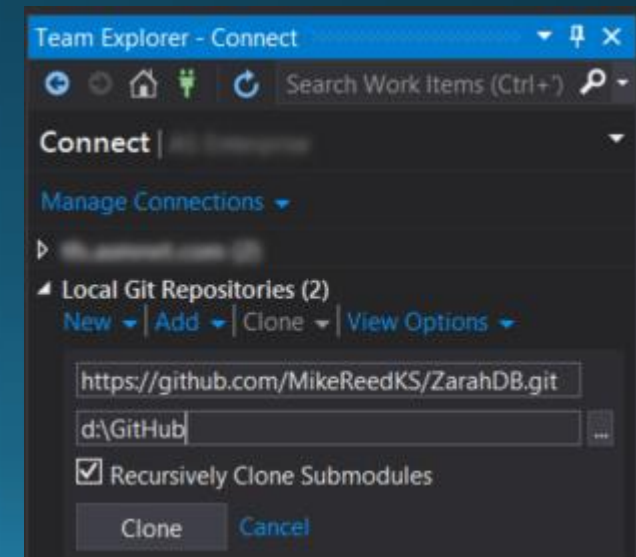 Team Explorer - Connect
Search Work Items (Ctrl+')
Connect |
Manage Connections
Local Git Repositories (2)
New | Add | Clone | View Options
https://github.com/MikeReedKS/ZarahDB.git
d:\GitHub
...
Recursively Clone Submodules
Clone Cancel